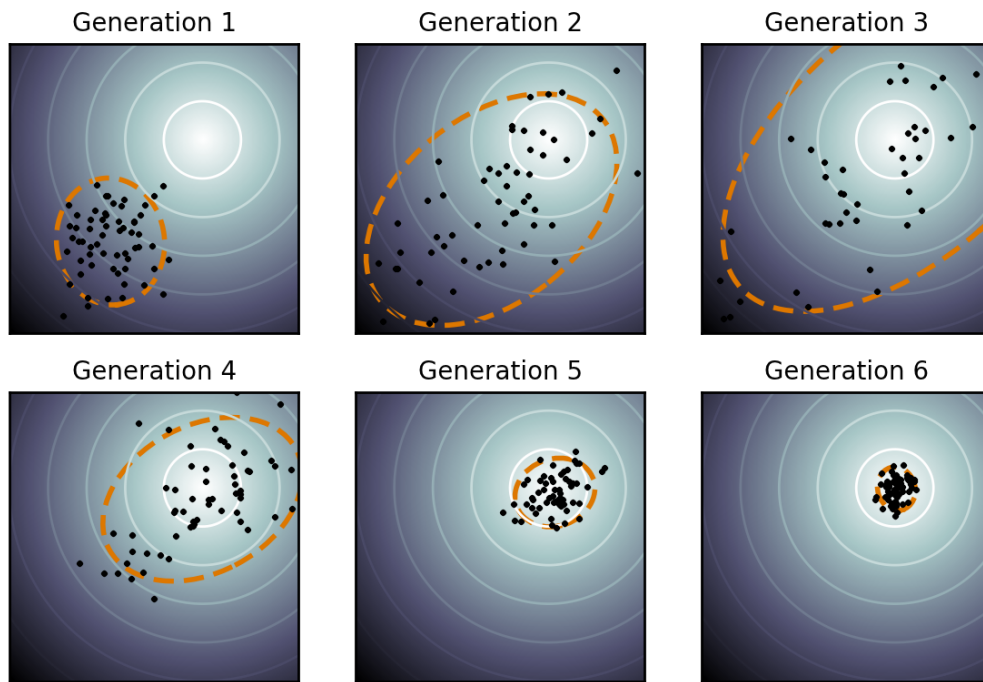 Generation 1
Generation 2
Generation 3
Generation 4
Generation 5
Generation 6